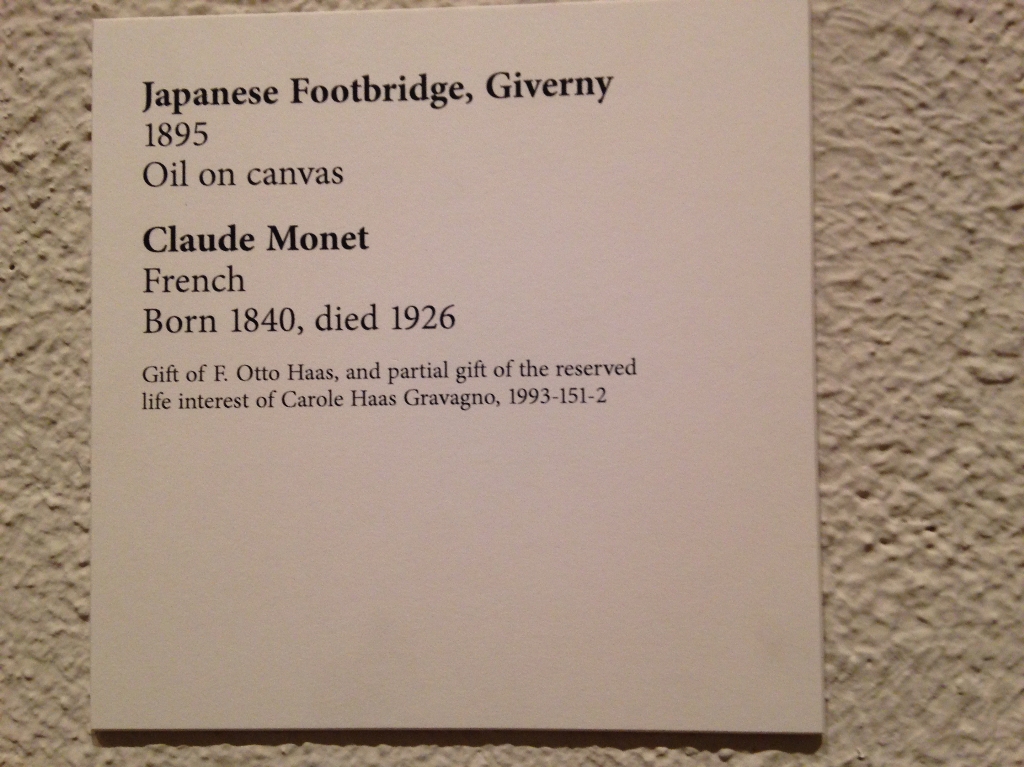 Japanese Footbridge, Giverny
1895
Oil on canvas
Claude Monet
French
Born 1840, died 1926
Gift of F. Otto Haas, and partial gift of the reserved
life interest of Carole Haas Gravagno, 1993-151-2